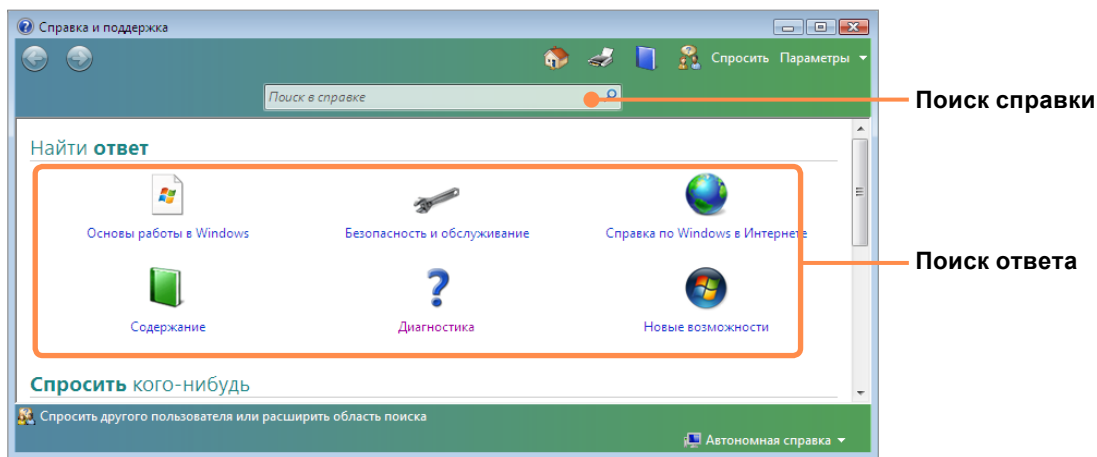 Справка и поддержка
Спросить Параметры
Поиск в справке
Поиск справки
Найти ответ
Основы работы в Windows
Безопасность и обслуживание
Справка по Windows в Интернете
Поиск ответа
Содержание
Диагностика
Новые возможности
Спросить кого-нибудь
Спросить другого пользователя или расширить область поиска
Автономная справка